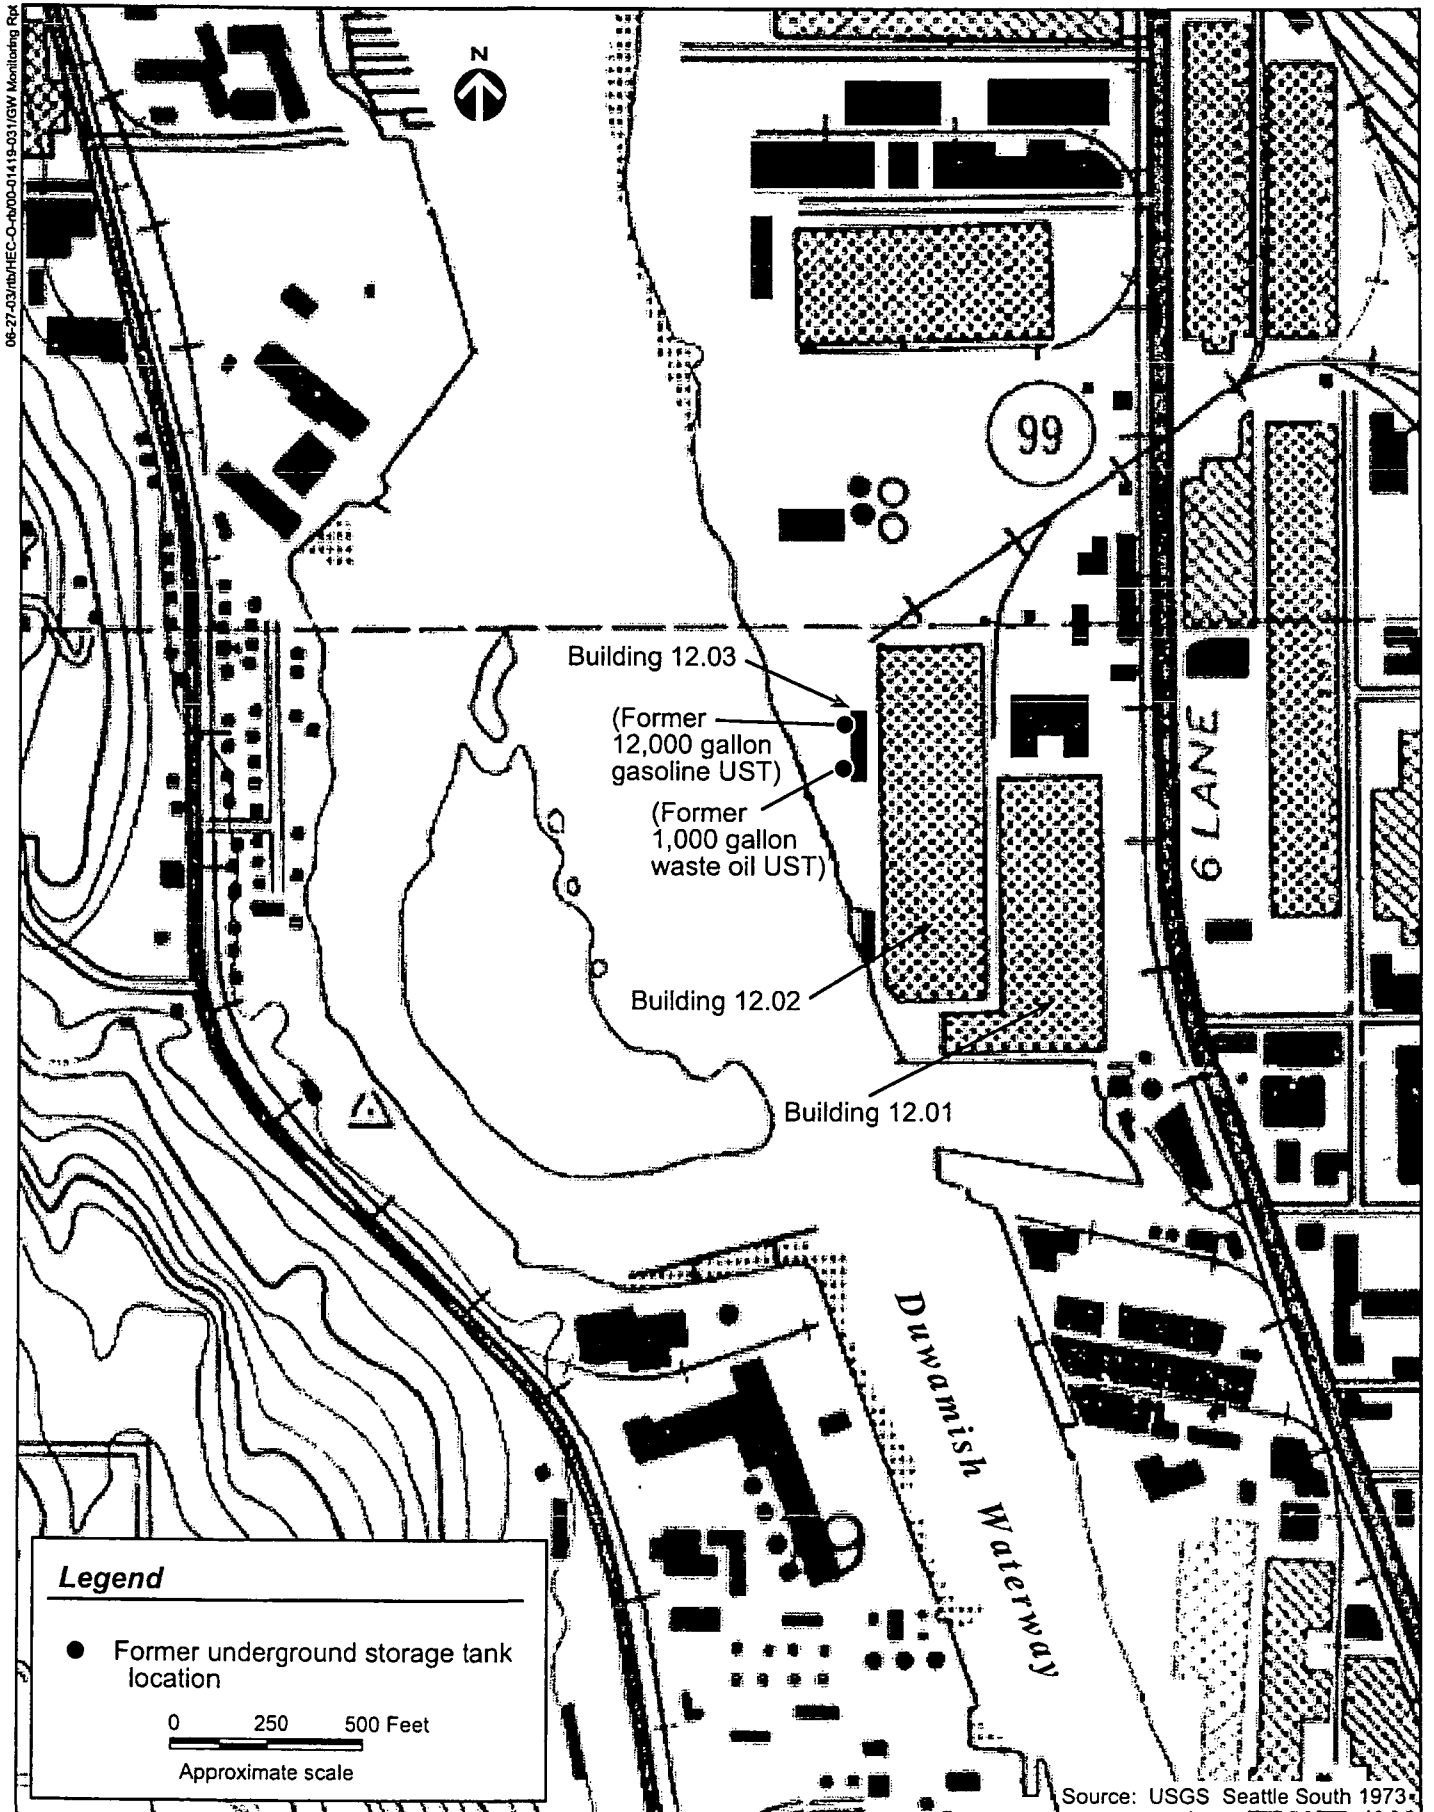 06-27-03/rtb/HEC-O-rb/00-01419-031/GW Monitoring Rpt
N
99
Building 12.03
(Former
12,000 gallon
gasoline UST)
(Former
1,000 gallon
waste oil UST)
6 LANE
Building 12.02
Building 12.01
Duwamish Waterway
Legend
Former underground storage tank
location
0 250 500 Feet
Approximate scale
Source: USGS Seattle South 1973